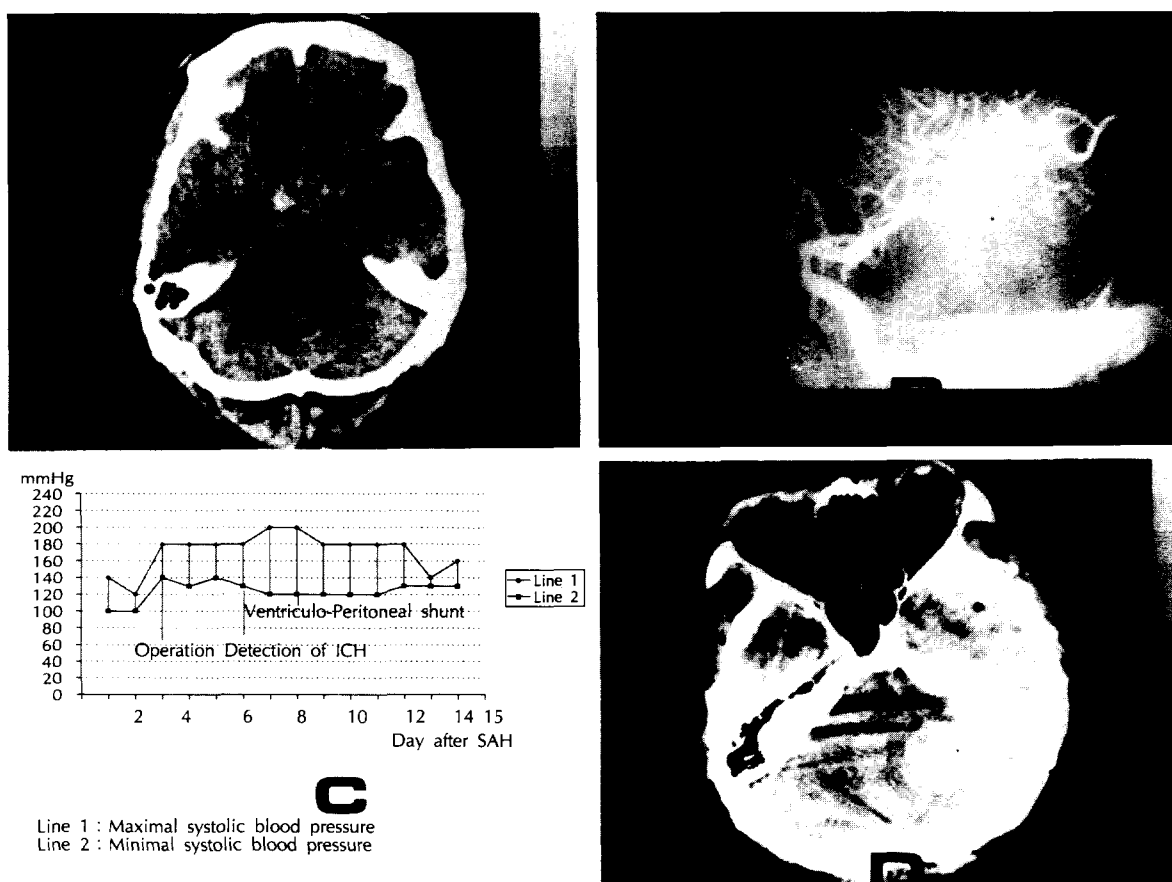 mmHg
240
220
200
180
160
140
120
100
80
60
40
20
0
Line 1
Line 2
Ventriculo-Peritoneal shunt
Operation Detection of ICH
2 4 6 8 10 12 14 15
Day after SAH
C
Line 1 : Maximal systolic blood pressure
Line 2 : Minimal systolic blood pressure